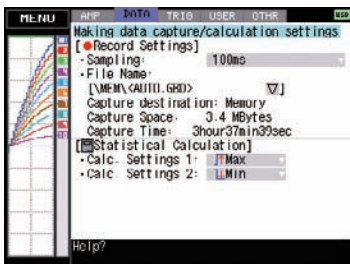 MENU AMP DATA TRIG USER OTHR USB
Making data capture/calculation settings
[●Record Settings]
・Sampling: 100ms
・File Name:
[\MEM\<AUTO.GBD> ▽]
Capture destination: Memory
Capture Space: 3.4 MBytes
Capture Time: 3hour37min39sec
[Statistical Calculation]
・Calc. Settings 1: Max
・Calc. Settings 2: Min
Help?